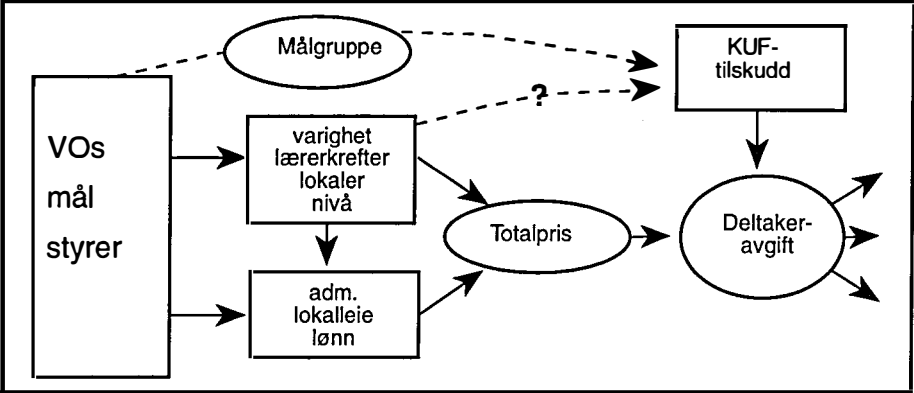 Målgruppe
KUF-
tilskudd
?
VOs
mål
styrer
varighet
lærerkrefter
lokaler
nivå
Totalpris
Deltaker-
avgift
adm.
lokalleie
lønn